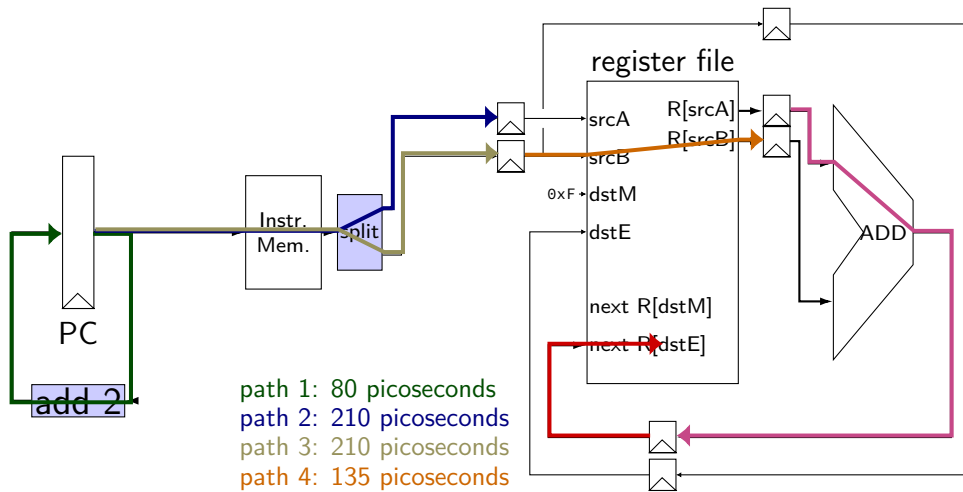 register file
srcA
srcB
0xF
dstM
dstE
next R[dstM]
next R[dstE]
R[srcA]
R[srcB]
ADD
Instr.
Mem.
split
PC
add 2
path 1: 80 picoseconds
path 2: 210 picoseconds
path 3: 210 picoseconds
path 4: 135 picoseconds